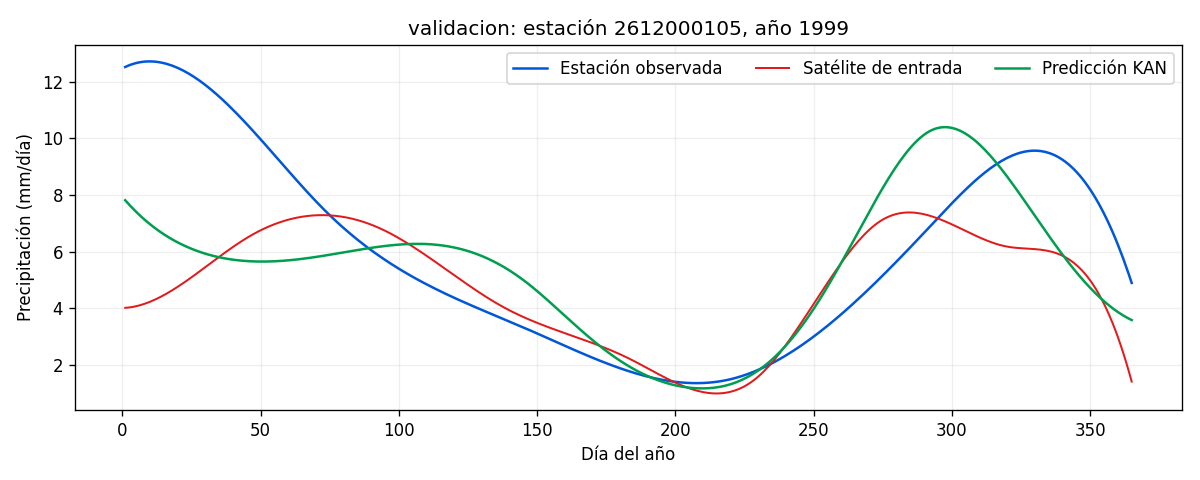 validacion: estación 2612000105, año 1999
Estación observada
Satélite de entrada
Predicción KAN
Precipitación (mm/día)
12
10
8
6
4
2
0
50
100
150
200
250
300
350
Día del año